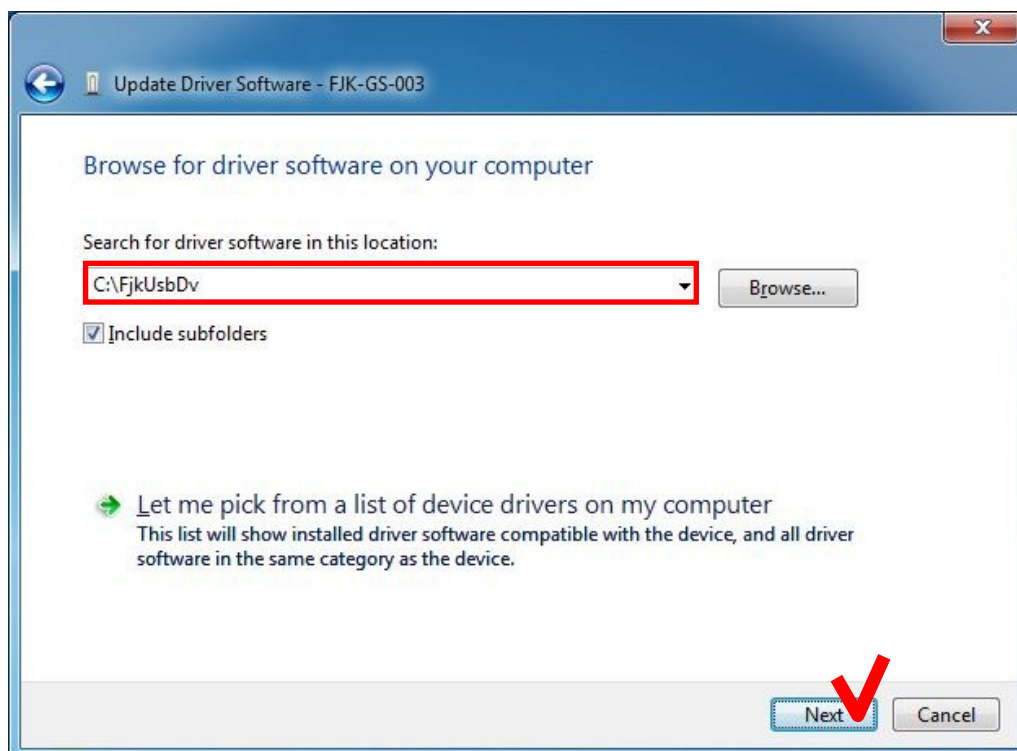 Update Driver Software - FJK-GS-003
Browse for driver software on your computer
Search for driver software in this location:
C:\FjkUsbDv
Browse...
Include subfolders
Let me pick from a list of device drivers on my computer
This list will show installed driver software compatible with the device, and all driver
software in the same category as the device.
Next
Cancel